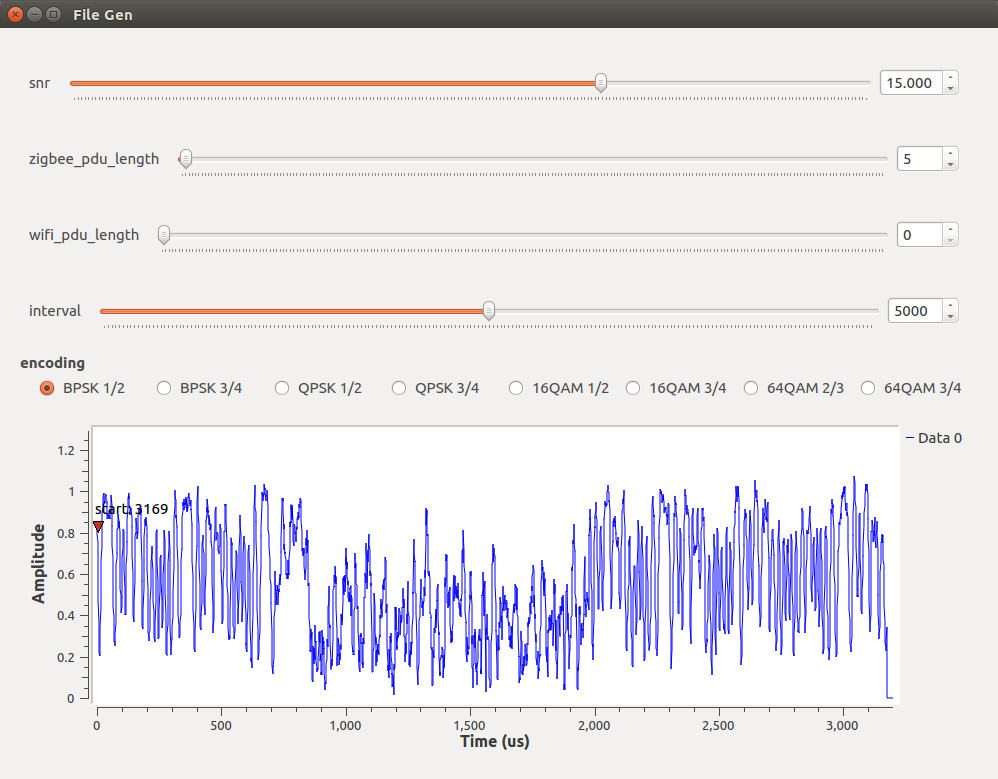 File Gen
snr 15.000
zigbee_pdu_length 5
wifi_pdu_length 0
interval 5000
encoding
BPSK 1/2 BPSK 3/4 QPSK 1/2 QPSK 3/4 16QAM 1/2 16QAM 3/4 64QAM 2/3 64QAM 3/4
Data 0
1.2
1
start: 3169
0.8
0.6
0.4
0.2
0
Amplitude
0 500 1,000 1,500 2,000 2,500 3,000
Time (us)